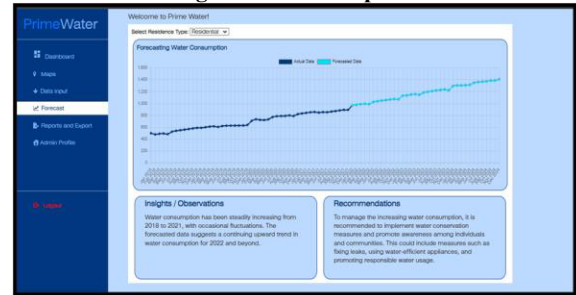 PrimeWater
Dashboard
Maps
Data Input
Forecast
Reports and Export
Admin Profile
Logout
Welcome to Prime Water!
Select Residence Type: Residential
Forecasting Water Consumption
Actual Data Forecasted Data
1,600
1,400
1,200
1,000
800
600
400
200
0
Insights / Observations
Water consumption has been steadily increasing from
2018 to 2021, with occasional fluctuations. The
forecasted data suggests a continuing upward trend in
water consumption for 2022 and beyond.
Recommendations
To manage the increasing water consumption, it is
recommended to implement water conservation
measures and promote awareness among individuals
and communities. This could include measures such as
fixing leaks, using water-efficient appliances, and
promoting responsible water usage.